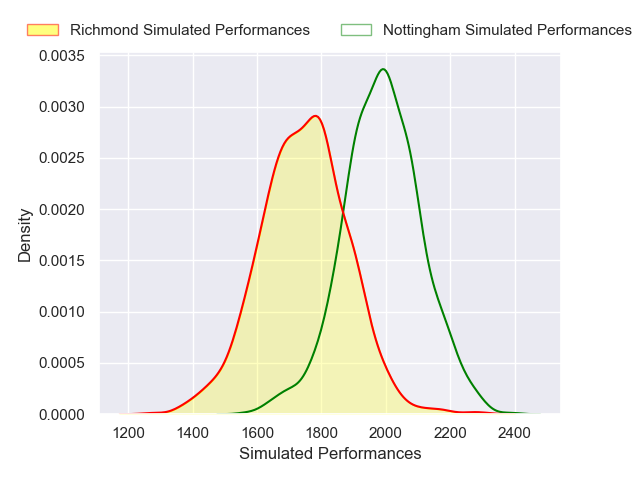 Richmond Simulated Performances
Nottingham Simulated Performances
0.0035
0.0030
0.0025
0.0020
0.0015
0.0010
0.0005
0.0000
Density
1200 1400 1600 1800 2000 2200 2400
Simulated Performances